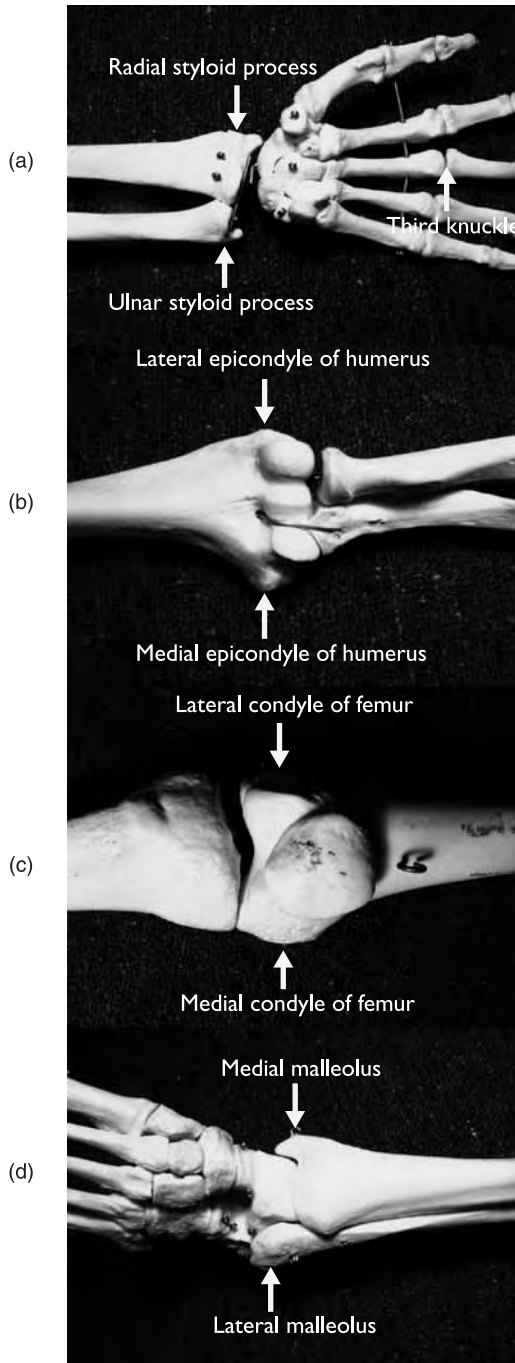 (a)
Radial styloid process
Third knuckle
Ulnar styloid process
(b)
Lateral epicondyle of humerus
Medial epicondyle of humerus
(c)
Lateral condyle of femur
Medial condyle of femur
(d)
Medial malleolus
Lateral malleolus